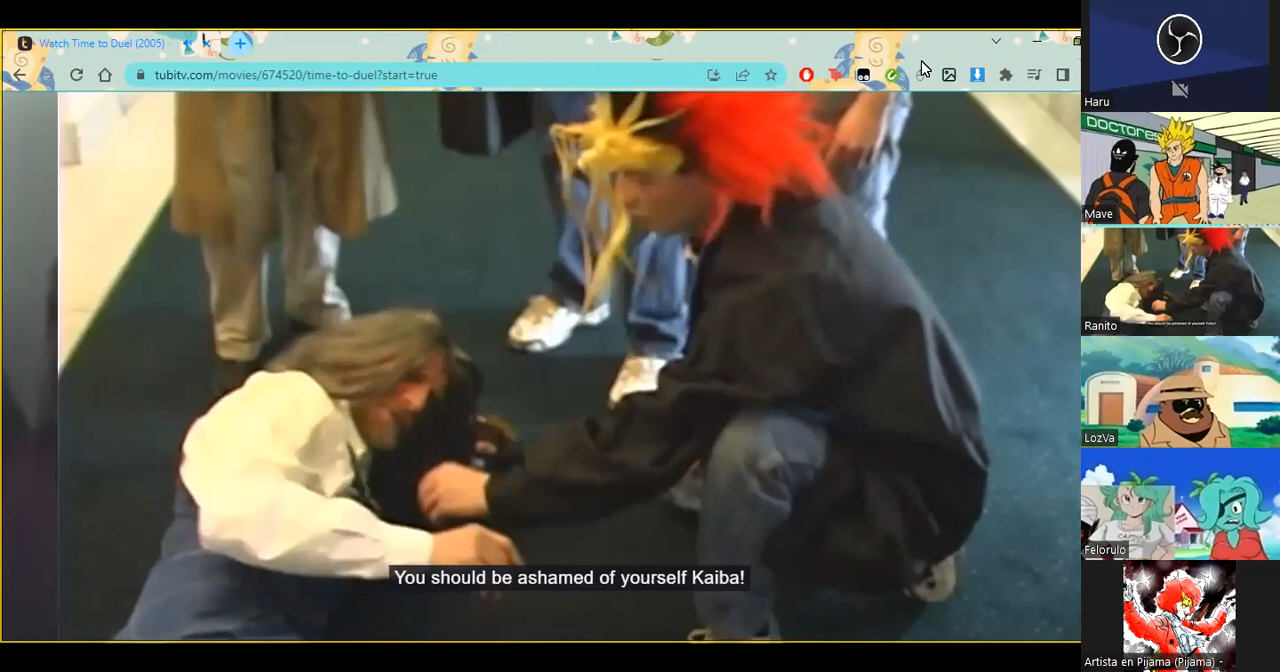 Watch Time to Duel (2005)
tubitv.com/movies/674520/time-to-duel?start=true
You should be ashamed of yourself Kaiba!
Haru
DOCTORES
Mave
Ranito
LozVa
Felorulo
Artista en Pijama (Pijama) -